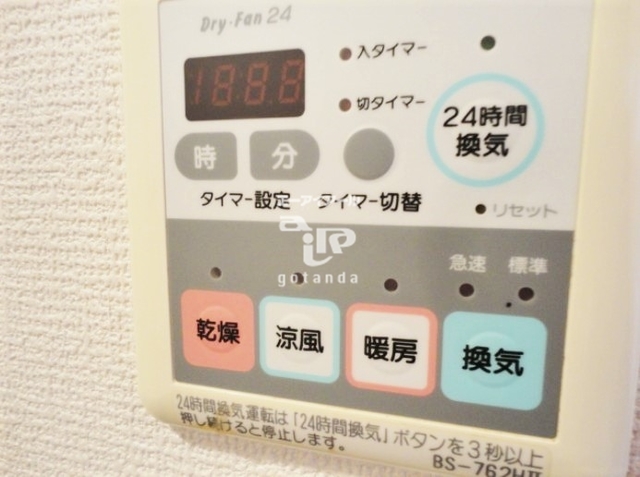 Dry・Fan 24
18:88
入タイマー
切タイマー
24時間
換気
時 分
タイマー設定 タイマー切替
リセット
gotanda
急速 標準
乾燥 涼風 暖房 換気
24時間換気運転は「24時間換気」ボタンを3秒以上
押し続けると停止します。
BS-762HⅡ